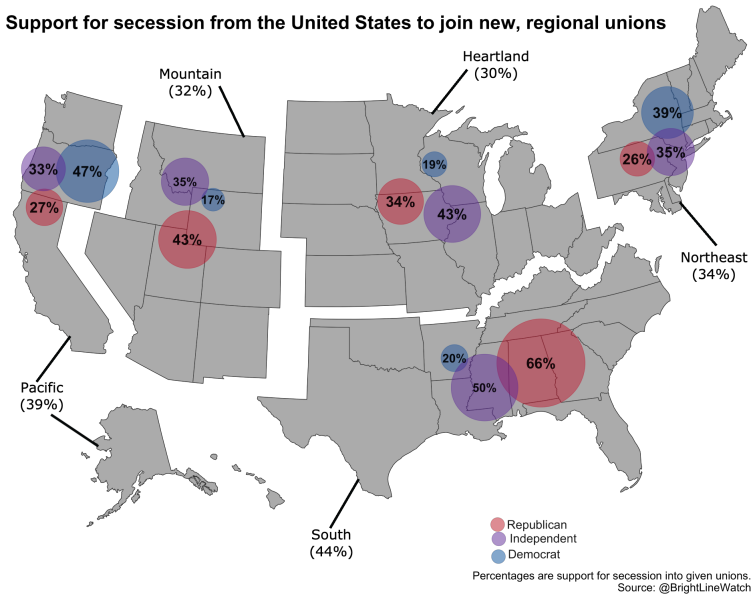 Support for secession from the United States to join new, regional unions
Heartland
(30%)
Mountain
(32%)
39%
33%
47%
35%
17%
19%
26%
35%
27%
34%
43%
43%
Northeast
(34%)
20%
50%
66%
Pacific
(39%)
South
(44%)
Republican
Independent
Democrat
Percentages are support for secession into given unions.
Source: @BrightLineWatch